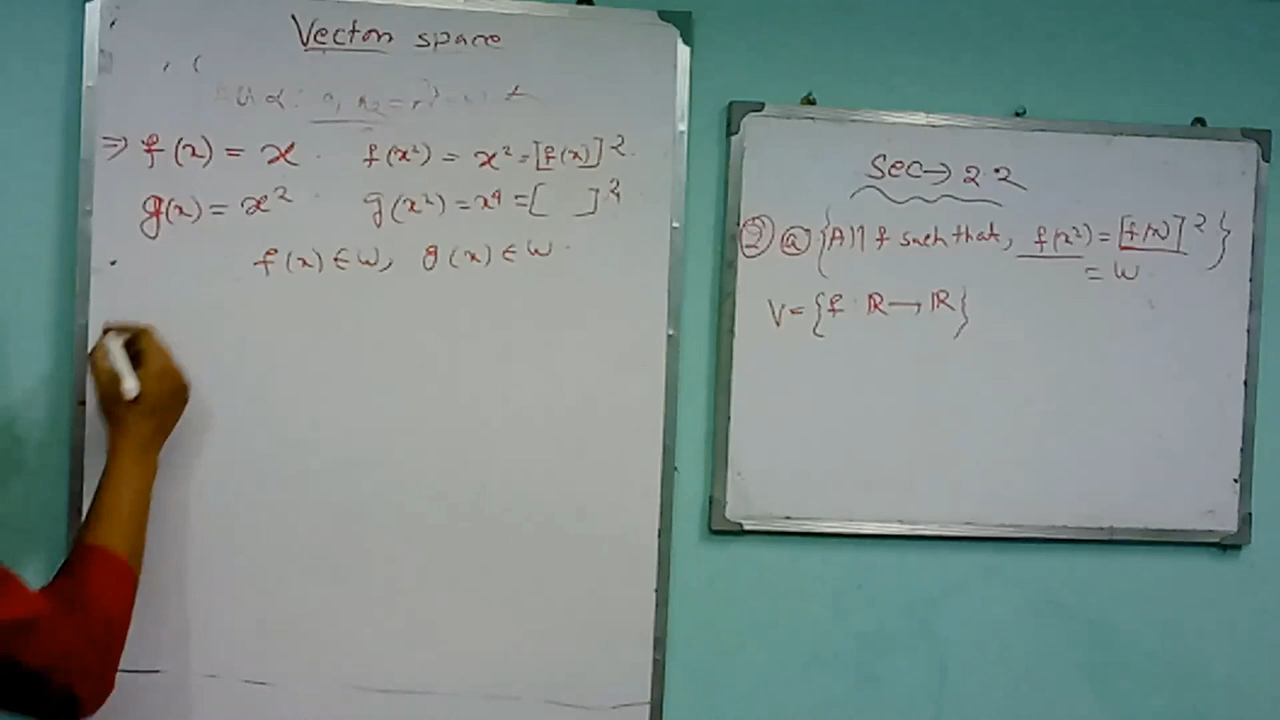 Vector space
⇒ f(x) = x . f(x²) = x² = [f(x)]².
g(x) = x² . g(x²) = x⁴ = [ ]²
f(x) ∈ W, g(x) ∈ W .
Sec → 2 2
② ⓐ {All f such that, f(x²) = [f(x)]²}
= W
V = {f R → R}